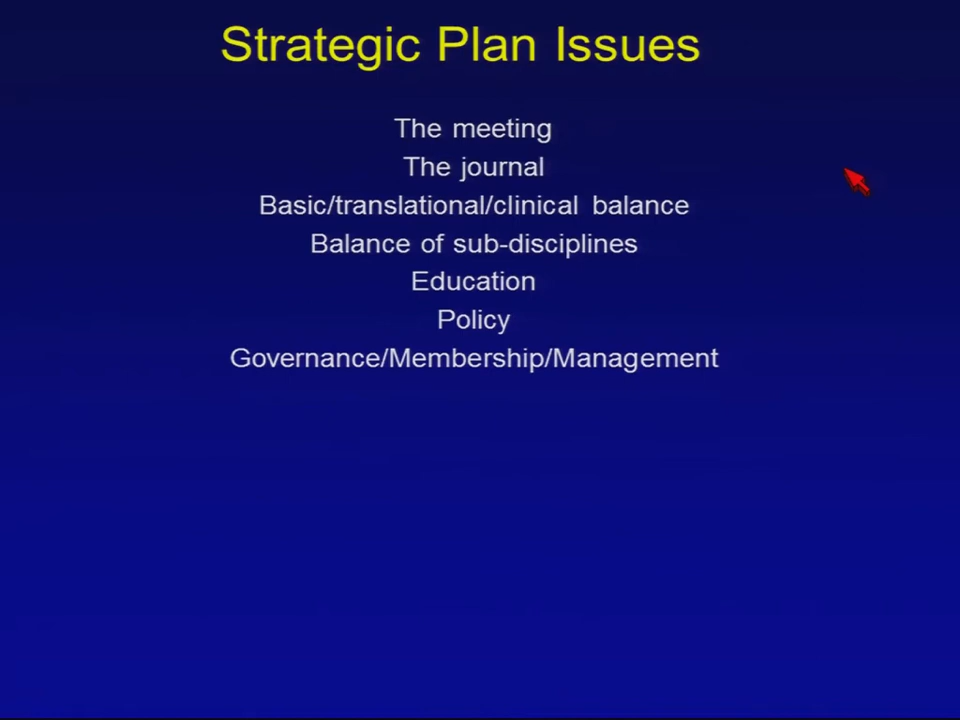 Strategic Plan Issues
The meeting
The journal
Basic/translational/clinical balance
Balance of sub-disciplines
Education
Policy
Governance/Membership/Management